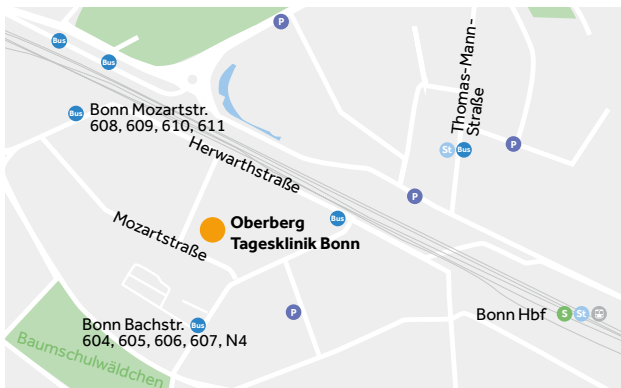 P
Bus
Bus
Thomas-Mann-
Straße
Bus
Bonn Mozartstr.
608, 609, 610, 611
St
Bus
P
Herwarthstraße
P
Mozartstraße
Oberberg
Tagesklinik Bonn
Bus
P
Bonn Hbf
S
St
Bonn Bachstr.
604, 605, 606, 607, N4
Bus
Baumschulwäldchen